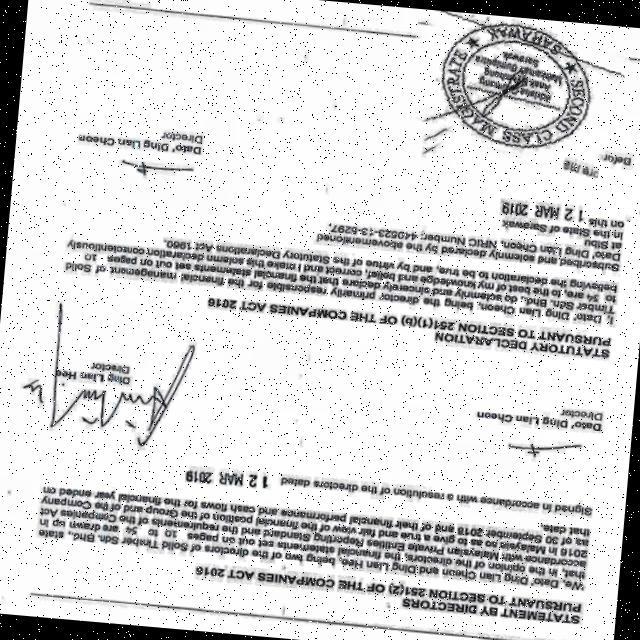 STATEMENT BY DIRECTORS
PURSUANT TO SECTION 251(2) OF THE COMPANIES ACT 2016
We, Dato' Ding Lian Cheon and Ding Lian Hee, being two of the directors of Solid Timber Sdn. Bhd., state
that, in the opinion of the directors, the financial statements set out on pages 10 to 34 are drawn up in
accordance with Malaysian Private Entities Reporting Standard and the requirements of the Companies Act
2016 in Malaysia so as to give a true and fair view of the financial position of the Group and of the Company
as of 30 September 2018 and of their financial performance and cash flows for the financial year ended on
that date.
Signed in accordance with a resolution of the directors dated 12 MAR 2019
Dato' Ding Lian Cheon
Director
Ding Lian Hee
Director
STATUTORY DECLARATION
PURSUANT TO SECTION 251(1)(b) OF THE COMPANIES ACT 2016
I, Dato' Ding Lian Cheon, being the director primarily responsible for the financial management of Solid
Timber Sdn. Bhd., do solemnly and sincerely declare that the financial statements set out on pages 10
to 34 are to the best of my knowledge and belief, correct and I make this solemn declaration conscientiously
believing the declaration to be true, and by virtue of the Statutory Declarations Act 1960.
Subscribed and solemnly declared by the abovenamed
Dato' Ding Lian Cheon, NRIC Number:
at Sibu
in the State of Sarawak
on this 12 MAR 2019
Dato' Ding Lian Cheon
Director
SECOND CLASS MAGISTRATE
SARAWAK